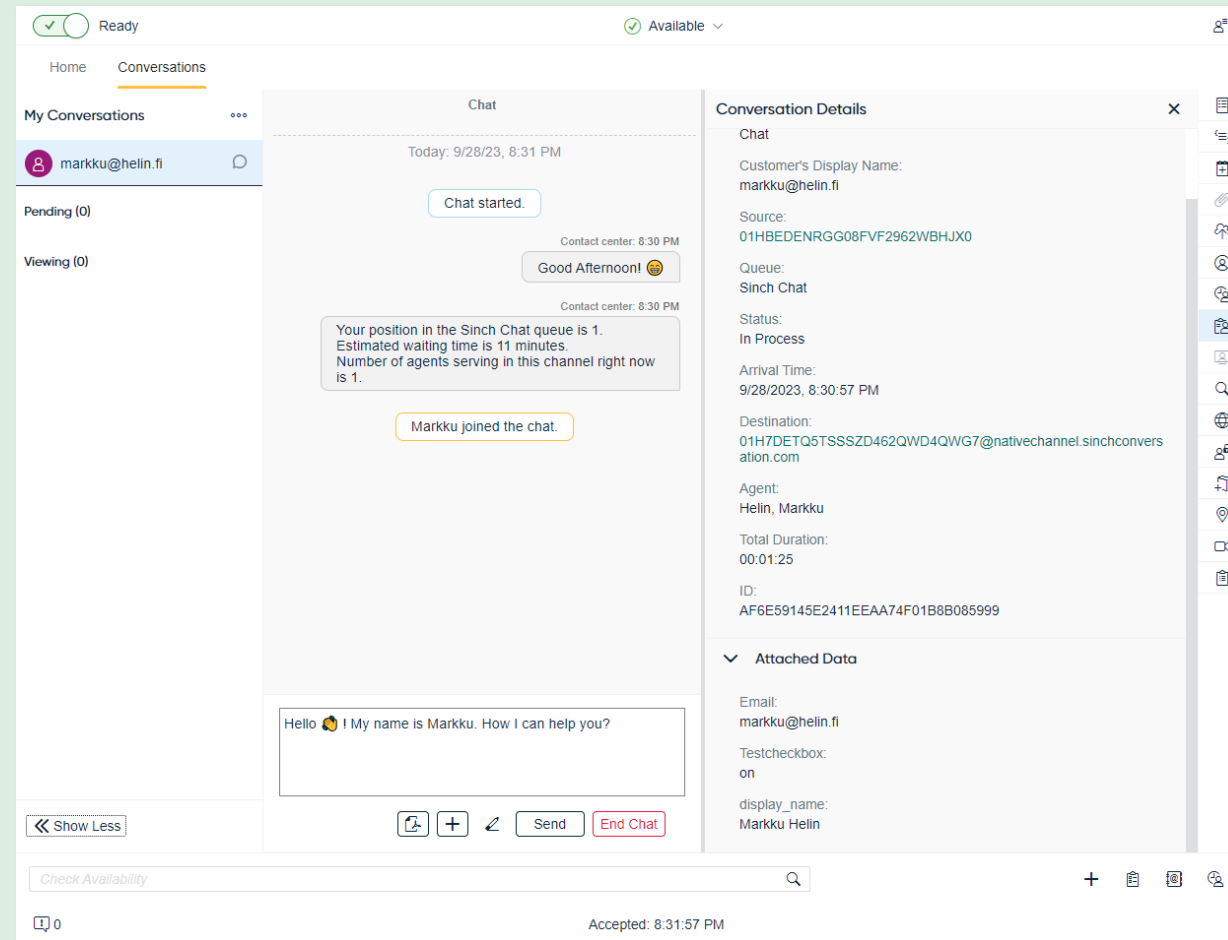 Ready
Available
Home
Conversations
My Conversations
markku@helin.fi
Pending (0)
Viewing (0)
Show Less
Chat
Today: 9/28/23, 8:31 PM
Chat started.
Contact center: 8:30 PM
Good Afternoon! 😁
Contact center: 8:30 PM
Your position in the Sinch Chat queue is 1.
Estimated waiting time is 11 minutes.
Number of agents serving in this channel right now
is 1.
Markku joined the chat.
Hello 👏 ! My name is Markku. How I can help you?
Send
End Chat
Conversation Details
Chat
Customer's Display Name:
markku@helin.fi
Source:
01HBEDENRGG08FVF2962WBHJX0
Queue:
Sinch Chat
Status:
In Process
Arrival Time:
9/28/2023, 8:30:57 PM
Destination:
01H7DETQ5TSSSZD462QWD4QWG7@nativechannel.sinchconvers
ation.com
Agent:
Helin, Markku
Total Duration:
00:01:25
ID:
AF6E59145E2411EEAA74F01B8B085999
Attached Data
Email:
markku@helin.fi
Testcheckbox:
on
display_name:
Markku Helin
Check Availability
0
Accepted: 8:31:57 PM